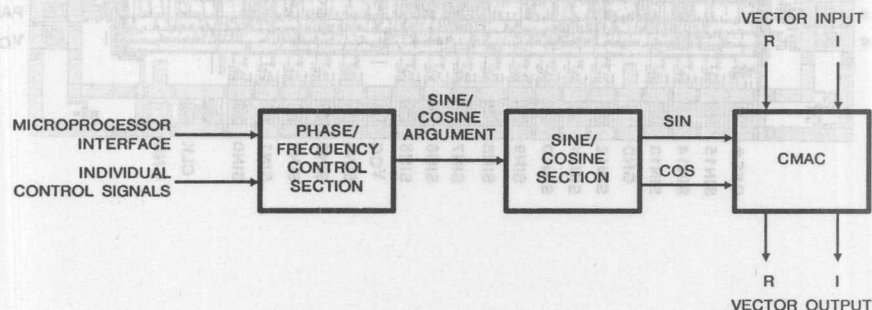 VECTOR INPUT
R I
MICROPROCESSOR
INTERFACE
INDIVIDUAL
CONTROL SIGNALS
PHASE/
FREQUENCY
CONTROL
SECTION
SINE/
COSINE
ARGUMENT
SINE/
COSINE
SECTION
SIN
COS
CMAC
R I
VECTOR OUTPUT